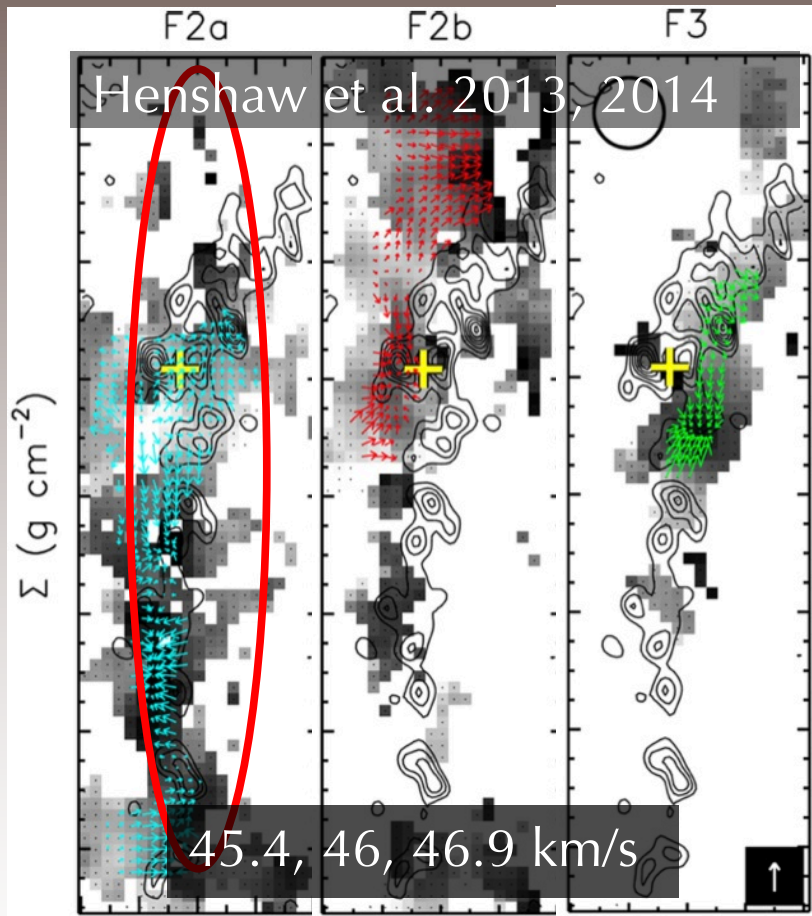 F2a F2b F3
Henshaw et al. 2013, 2014
Σ (g cm⁻²)
45.4, 46, 46.9 km/s